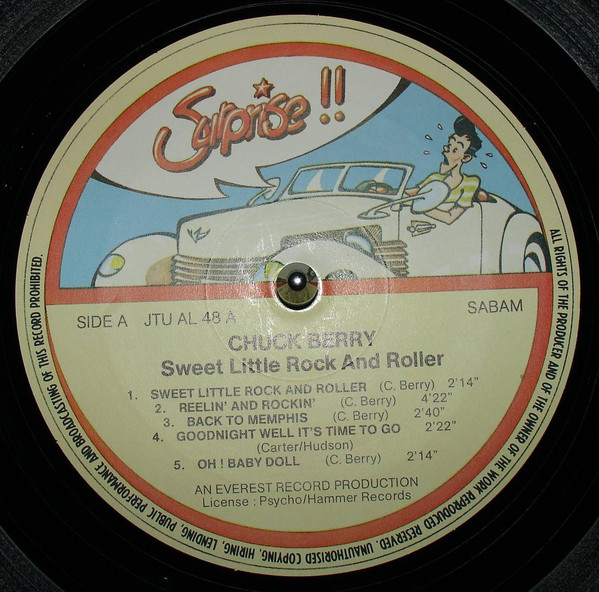 Surprise !!
SIDE A JTU AL 48 A
SABAM
CHUCK BERRY
Sweet Little Rock And Roller
1. SWEET LITTLE ROCK AND ROLLER (C. Berry) 2'14"
2. REELIN' AND ROCKIN' (C. Berry) 4'22"
3. BACK TO MEMPHIS (C. Berry) 2'40"
4. GOODNIGHT WELL IT'S TIME TO GO 2'22"
(Carter/Hudson)
5. OH ! BABY DOLL (C. Berry) 2'14"
AN EVEREST RECORD PRODUCTION
License : Psycho/Hammer Records
ALL RIGHTS OF THE PRODUCER AND OF THE OWNER OF THE WORK REPRODUCED RESERVED. UNAUTHORISED COPYING, HIRING, LENDING, PUBLIC PERFORMANCE AND BROADCASTING OF THIS RECORD PROHIBITED.